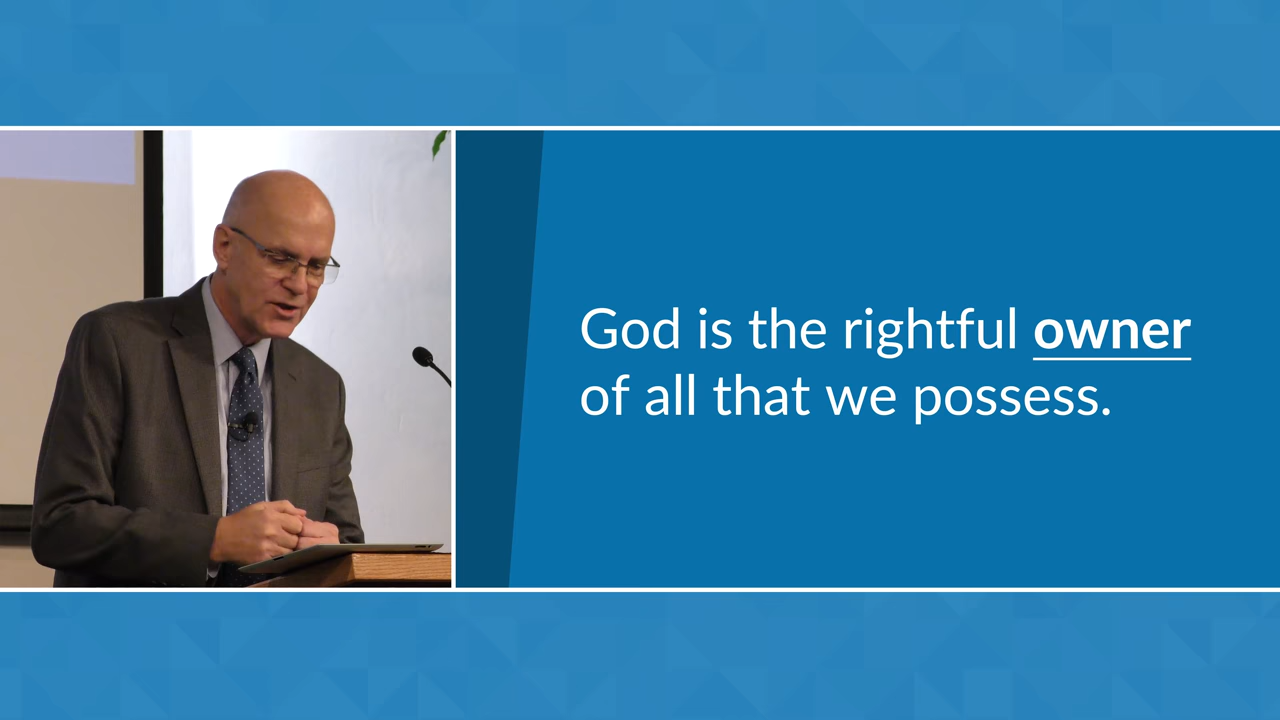 God is the rightful owner
of all that we possess.